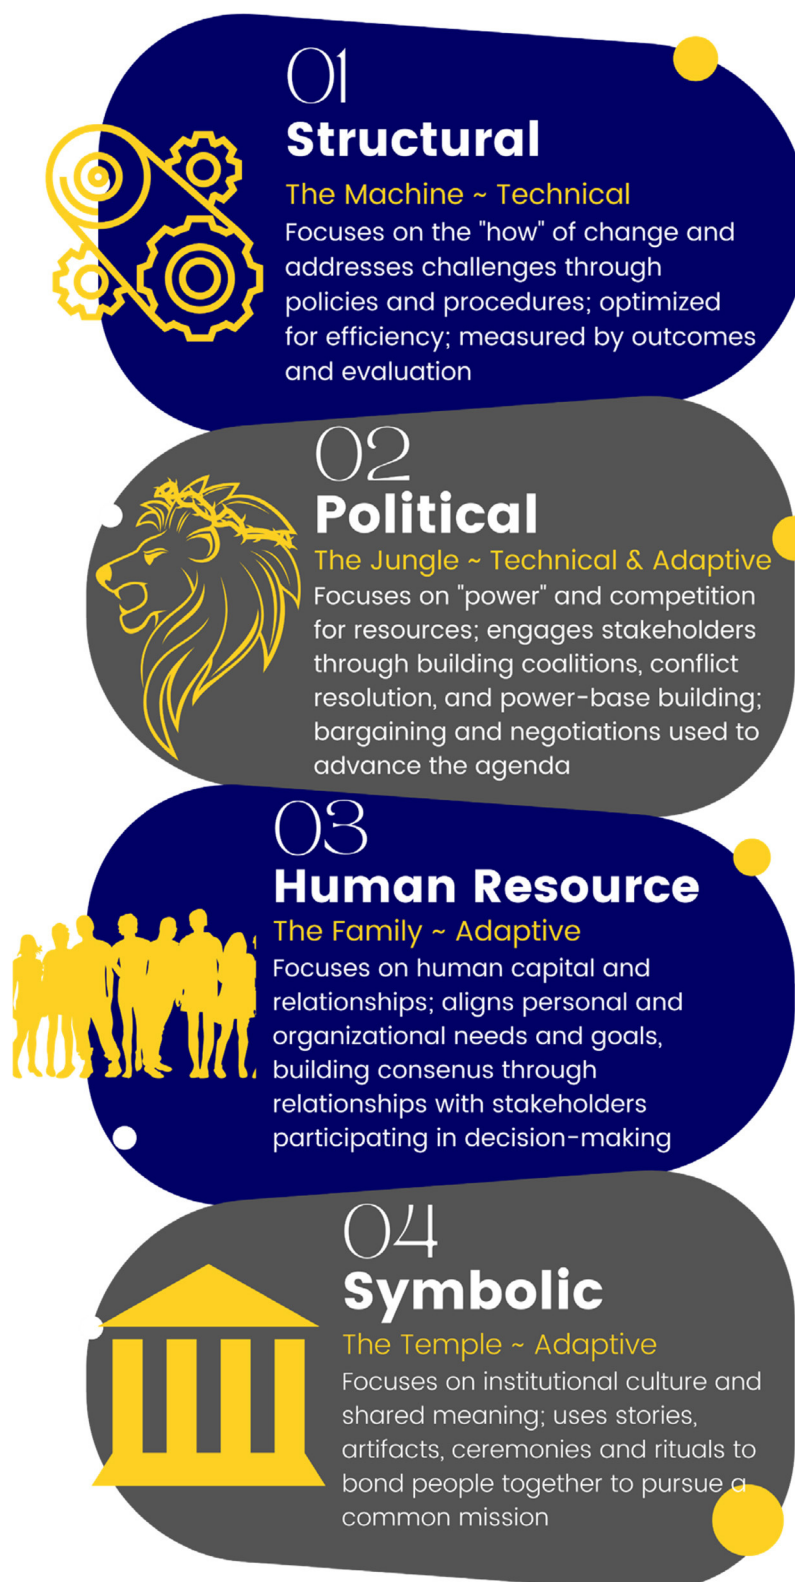 01
Structural
The Machine ~ Technical
Focuses on the "how" of change and
addresses challenges through
policies and procedures; optimized
for efficiency; measured by outcomes
and evaluation
02
Political
The Jungle ~ Technical & Adaptive
Focuses on "power" and competition
for resources; engages stakeholders
through building coalitions, conflict
resolution, and power-base building;
bargaining and negotiations used to
advance the agenda
03
Human Resource
The Family ~ Adaptive
Focuses on human capital and
relationships; aligns personal and
organizational needs and goals,
building consenus through
relationships with stakeholders
participating in decision-making
04
Symbolic
The Temple ~ Adaptive
Focuses on institutional culture and
shared meaning; uses stories,
artifacts, ceremonies and rituals to
bond people together to pursue a
common mission